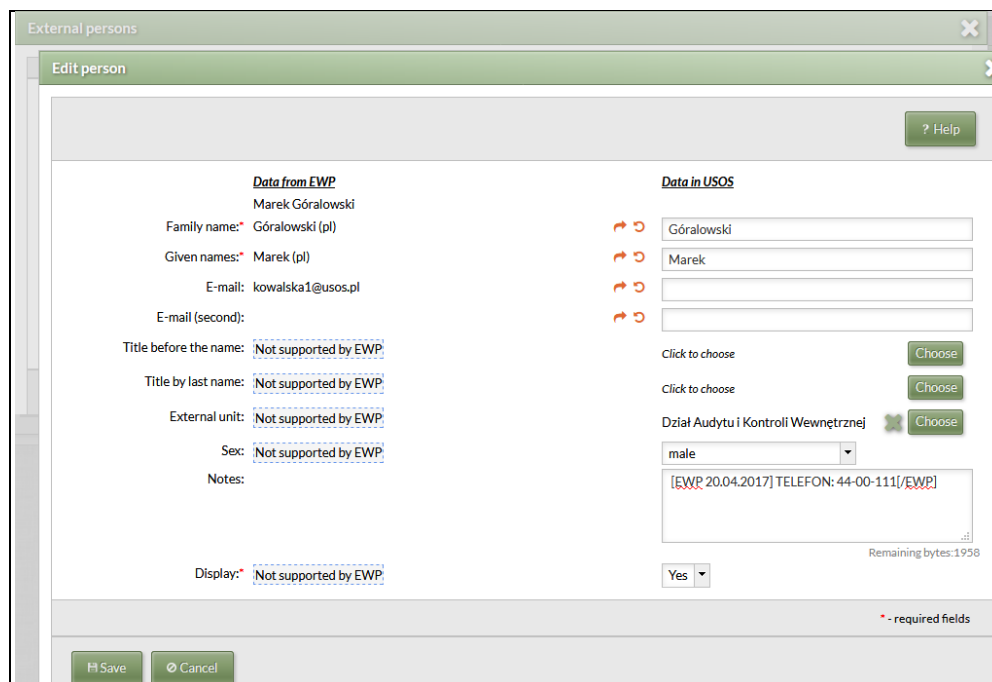 External persons
Edit person
? Help
Data from EWP Data in USOS
Marek Góralowski
Family name:* Góralowski (pl) Góralowski
Given names:* Marek (pl) Marek
E-mail: kowalska1@usos.pl
E-mail (second):
Title before the name: Not supported by EWP Click to choose Choose
Title by last name: Not supported by EWP Click to choose Choose
External unit: Not supported by EWP Dział Audytu i Kontroli Wewnętrznej Choose
Sex: Not supported by EWP male
Notes: [EWP 20.04.2017] TELEFON: 44-00-111[/EWP]
Remaining bytes:1958
Display:* Not supported by EWP Yes
* - required fields
Save Cancel